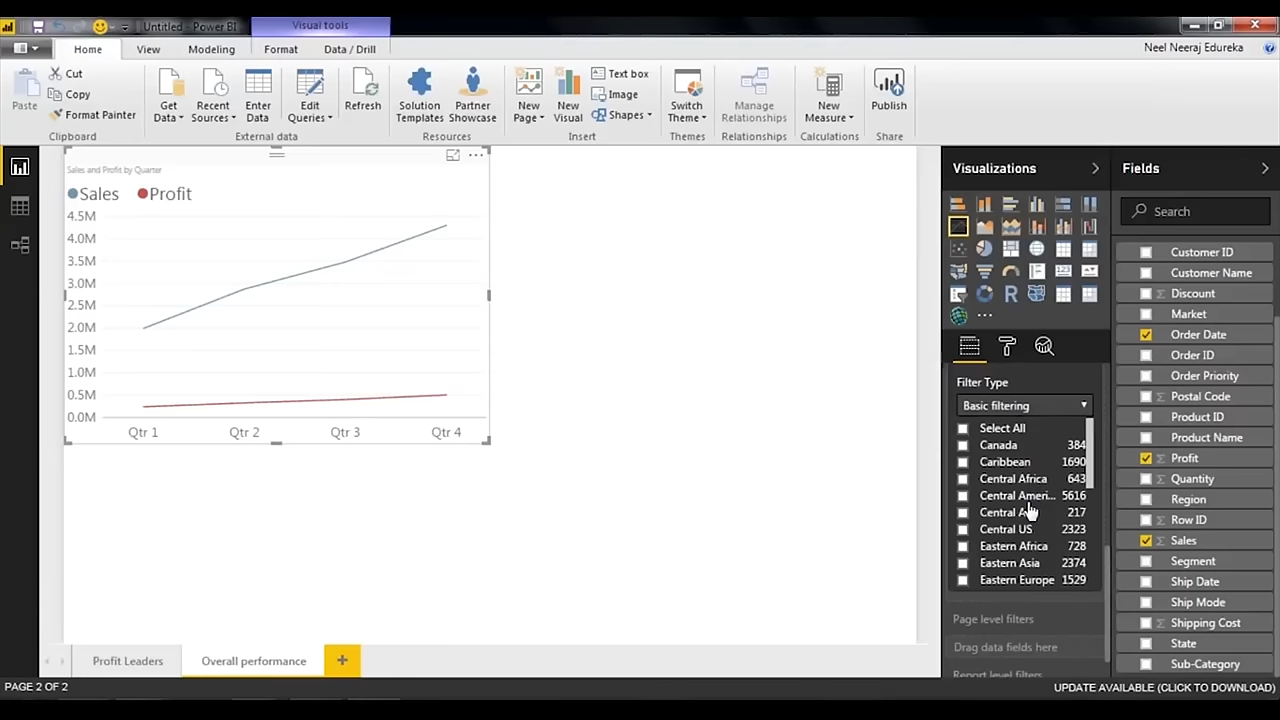 Untitled - Power BI
Visual tools
Home
View
Modeling
Format
Data / Drill
Neel Neeraj Edureka
Paste
Cut
Copy
Format Painter
Clipboard
Get Data
Recent Sources
Enter Data
Edit Queries
Refresh
External data
Solution Templates
Partner Showcase
Resources
New Page
New Visual
Text box
Image
Shapes
Insert
Switch Theme
Themes
Manage Relationships
Relationships
New Measure
Calculations
Publish
Share
Sales and Profit by Quarter
Sales Profit
4.5M
4.0M
3.5M
3.0M
2.5M
2.0M
1.5M
1.0M
0.5M
0.0M
Qtr 1 Qtr 2 Qtr 3 Qtr 4
Visualizations
R
Filter Type
Basic filtering
Select All
Canada 384
Caribbean 1690
Central Africa 643
Central Ameri... 5616
Central 217
Central US 2323
Eastern Africa 728
Eastern Asia 2374
Eastern Europe 1529
Page level filters
Drag data fields here
Report level filters
Fields
Search
Customer ID
Customer Name
Σ Discount
Market
Order Date
Order ID
Order Priority
Postal Code
Product ID
Product Name
Σ Profit
Σ Quantity
Region
Σ Row ID
Σ Sales
Segment
Ship Date
Ship Mode
Σ Shipping Cost
State
Sub-Category
Profit Leaders
Overall performance
PAGE 2 OF 2
UPDATE AVAILABLE (CLICK TO DOWNLOAD)